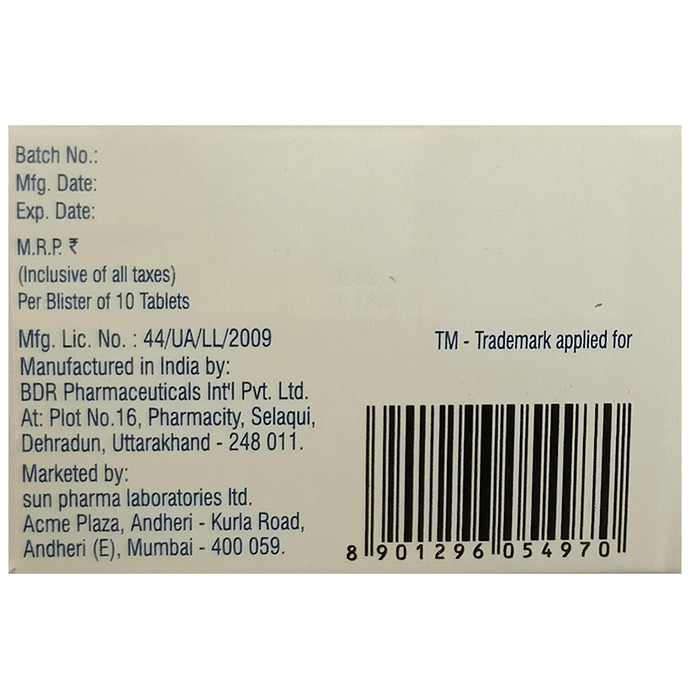 Batch No.:
Mfg. Date:
Exp. Date:
M.R.P. ₹
(Inclusive of all taxes)
Per Blister of 10 Tablets
Mfg. Lic. No. : 44/UA/LL/2009
Manufactured in India by:
BDR Pharmaceuticals Int'l Pvt. Ltd.
At: Plot No.16, Pharmacity, Selaqui,
Dehradun, Uttarakhand - 248 011.
Marketed by:
sun pharma laboratories ltd.
Acme Plaza, Andheri - Kurla Road,
Andheri (E), Mumbai - 400 059.
TM - Trademark applied for
8 901296 054970